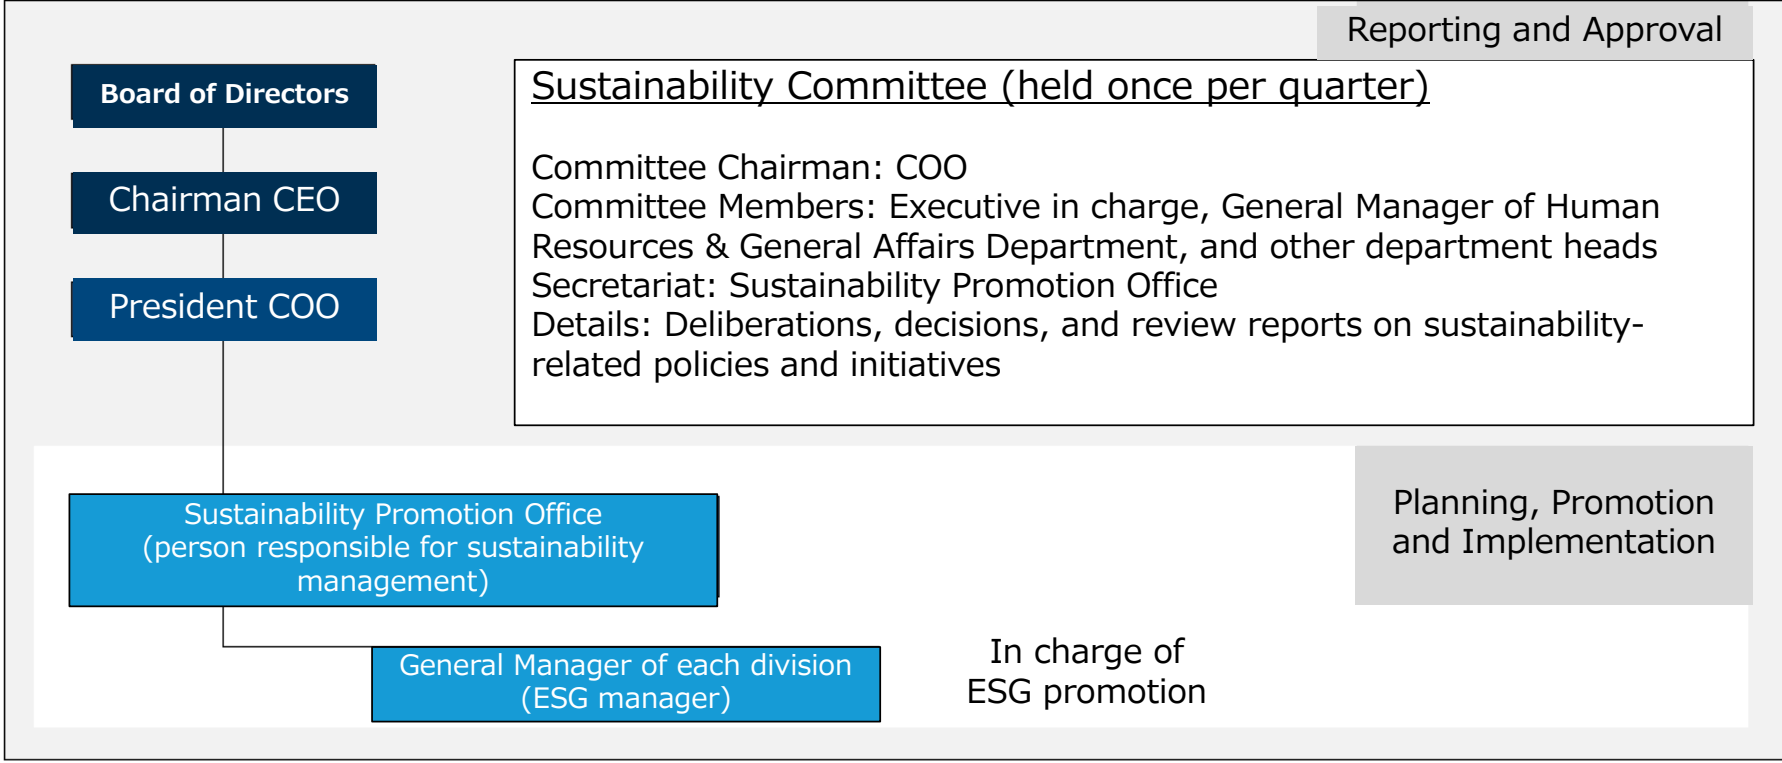 Reporting and Approval
Board of Directors
Chairman CEO
President COO
Sustainability Committee (held once per quarter)
Committee Chairman: COO
Committee Members: Executive in charge, General Manager of Human
Resources & General Affairs Department, and other department heads
Secretariat: Sustainability Promotion Office
Details: Deliberations, decisions, and review reports on sustainability-
related policies and initiatives
Planning, Promotion
and Implementation
Sustainability Promotion Office
(person responsible for sustainability
management)
General Manager of each division
(ESG manager)
In charge of
ESG promotion